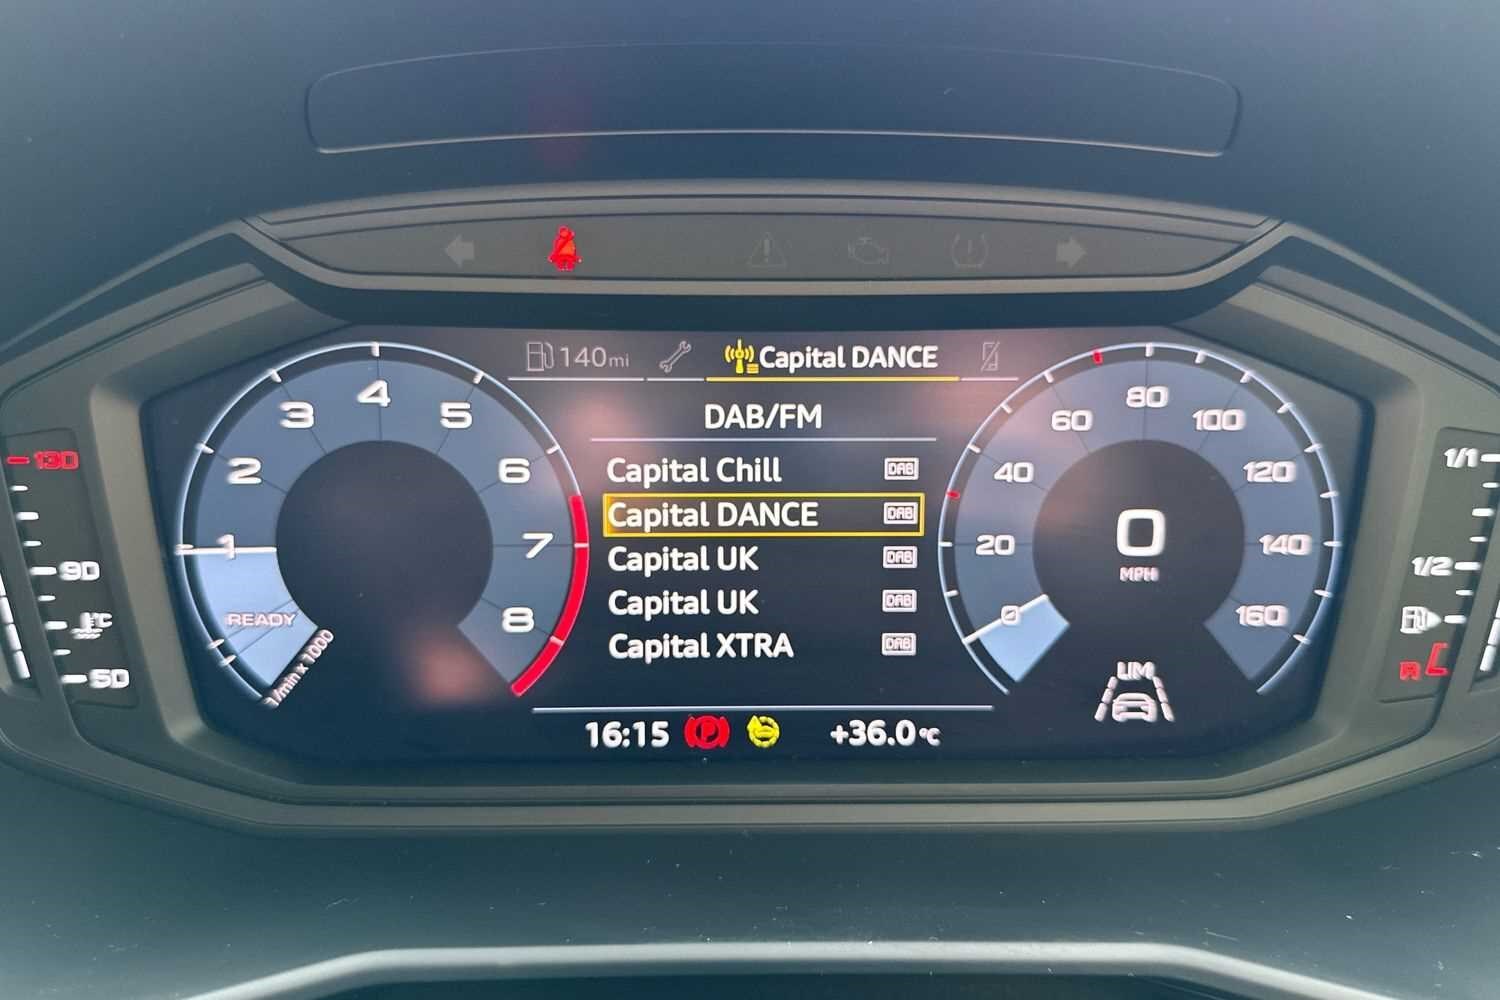 140mi
Capital DANCE
DAB/FM
Capital Chill DAB
Capital DANCE DAB
Capital UK DAB
Capital UK DAB
Capital XTRA DAB
16:15 P +36.0°C
1 2 3 4 5 6 7 8
READY
1/min x 1000
0 20 40 60 80 100 120 140 160
0
MPH
LIM
130
90
°C
50
1/1
1/2
R